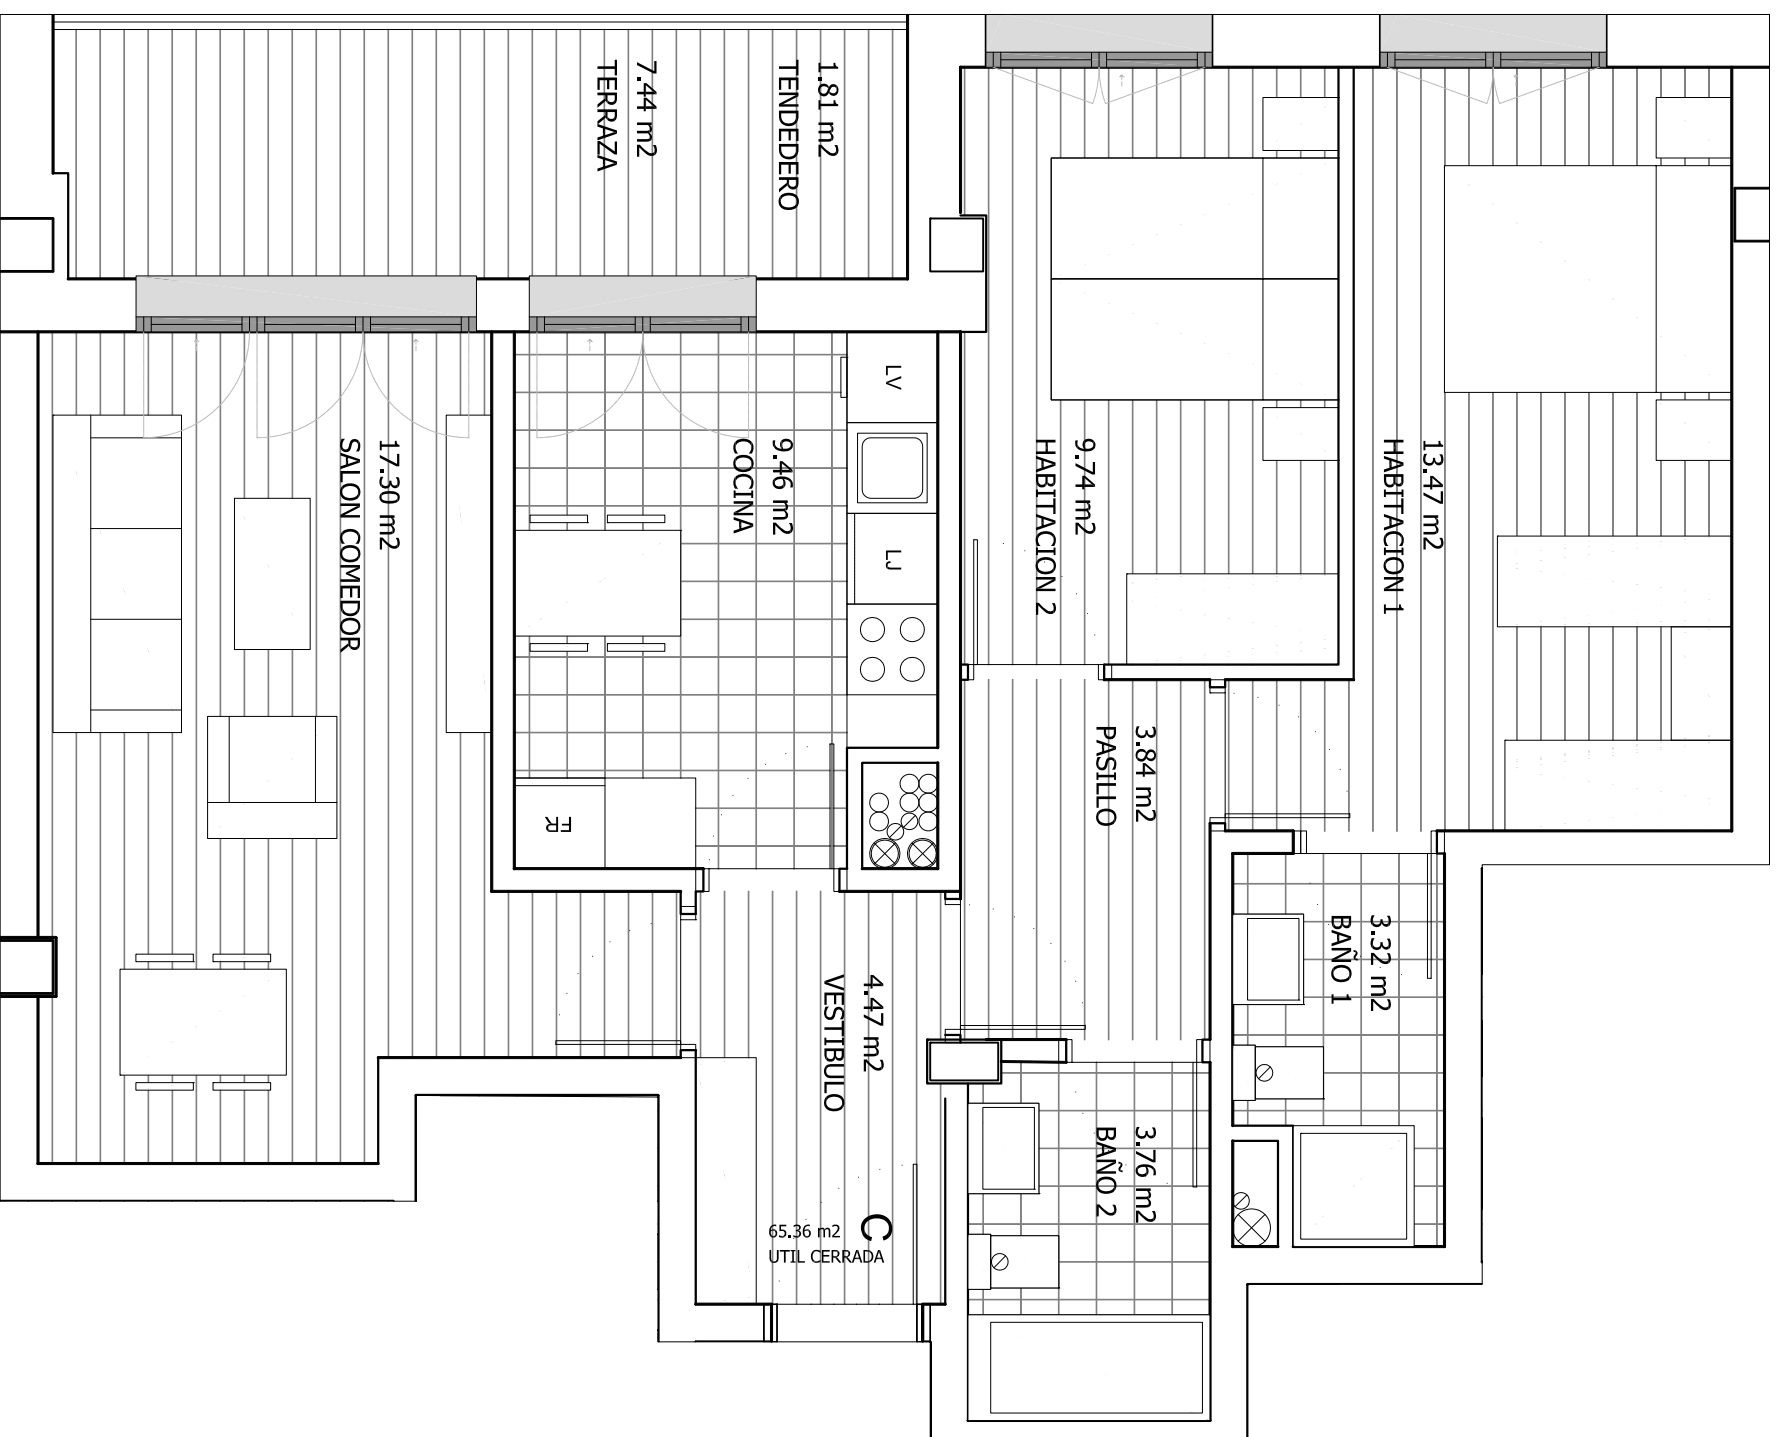 1.81 m2
TENDEDERO
7.44 m2
TERRAZA
13.47 m2
HABITACION 1
9.74 m2
HABITACION 2
9.46 m2
COCINA
17.30 m2
SALON COMEDOR
LV
LJ
FR
3.84 m2
PASILLO
3.32 m2
BAÑO 1
4.47 m2
VESTIBULO
3.76 m2
BAÑO 2
C
65.36 m2
UTIL CERRADA